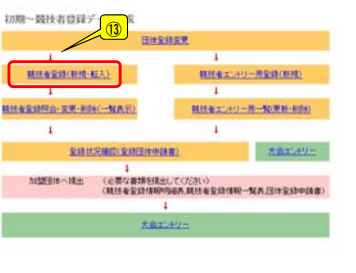 初期～競技者登録データ作成
⑬
団体登録変更
競技者登録(新規・転入)
競技者エントリー用登録(新規)
競技者登録照会・変更・削除(一覧表示)
競技者エントリー用一覧(更新・削除)
登録状況確認(登録団体申請書)
大会エントリー
加盟団体へ提出
(必要な書類を提出してください)
(競技者登録情報明細表,競技者登録情報一覧表,団体登録申請書)
大会エントリー